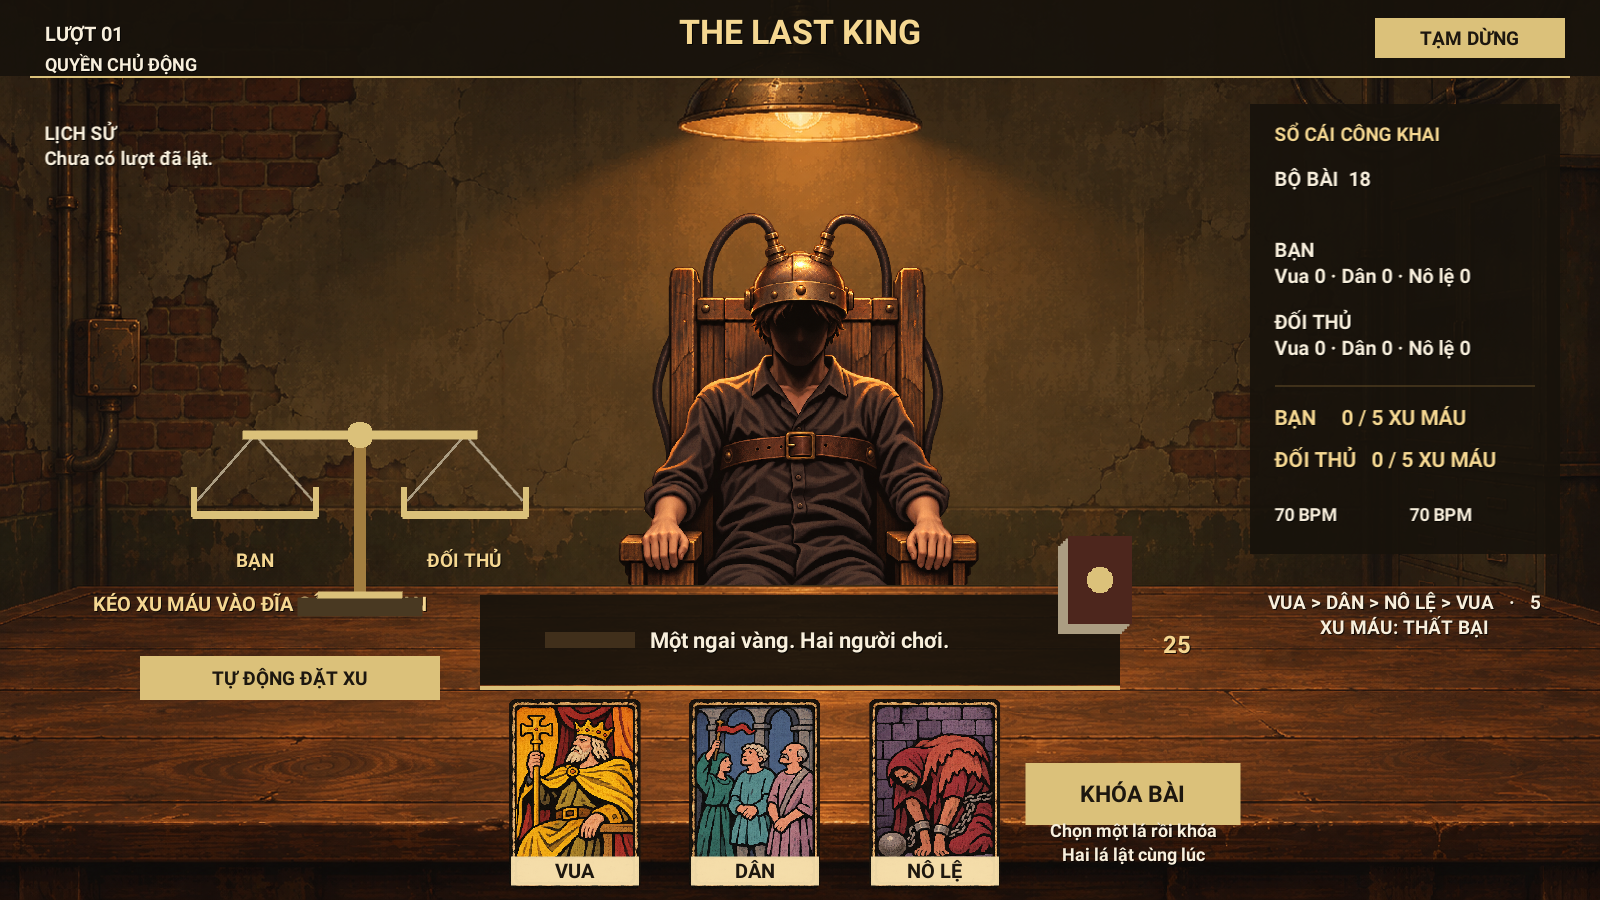 LƯỢT 01
QUYỀN CHỦ ĐỘNG
THE LAST KING
TẠM DỪNG
LỊCH SỬ
Chưa có lượt đã lật.
SỔ CÁI CÔNG KHAI
BỘ BÀI 18
BẠN
Vua 0 · Dân 0 · Nô lệ 0
ĐỐI THỦ
Vua 0 · Dân 0 · Nô lệ 0
BẠN 0 / 5 XU MÁU
ĐỐI THỦ 0 / 5 XU MÁU
70 BPM 70 BPM
BẠN ĐỐI THỦ
KÉO XU MÁU VÀO ĐĨA
TỰ ĐỘNG ĐẶT XU
Một ngai vàng. Hai người chơi.
25
VUA > DÂN > NÔ LỆ > VUA · 5
XU MÁU: THẤT BẠI
VUA
DÂN
NÔ LỆ
KHÓA BÀI
Chọn một lá rồi khóa
Hai lá lật cùng lúc